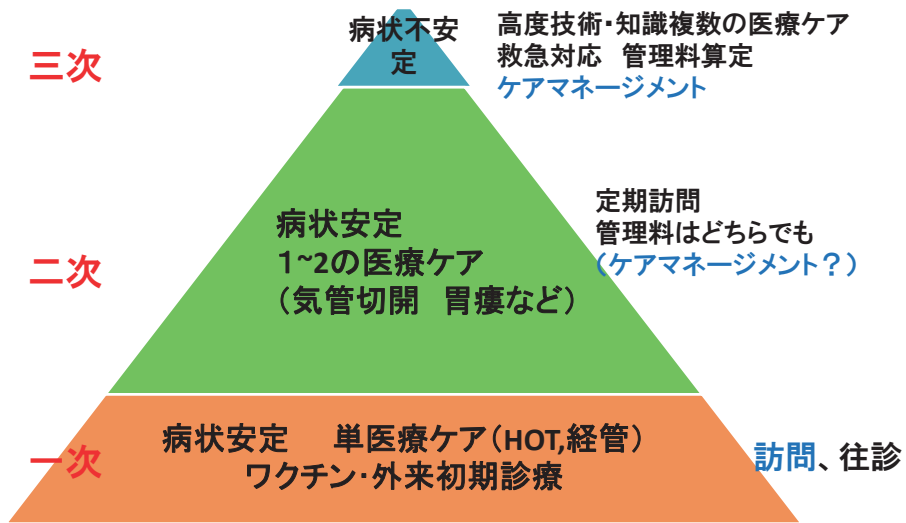 三次
病状不安
定
高度技術・知識複数の医療ケア
救急対応　管理料算定
ケアマネージメント
二次
病状安定
１~2の医療ケア
（気管切開　胃瘻など）
定期訪問
管理料はどちらでも
（ケアマネージメント？）
一次
病状安定　単医療ケア（HOT,経管）
ワクチン・外来初期診療
訪問、往診